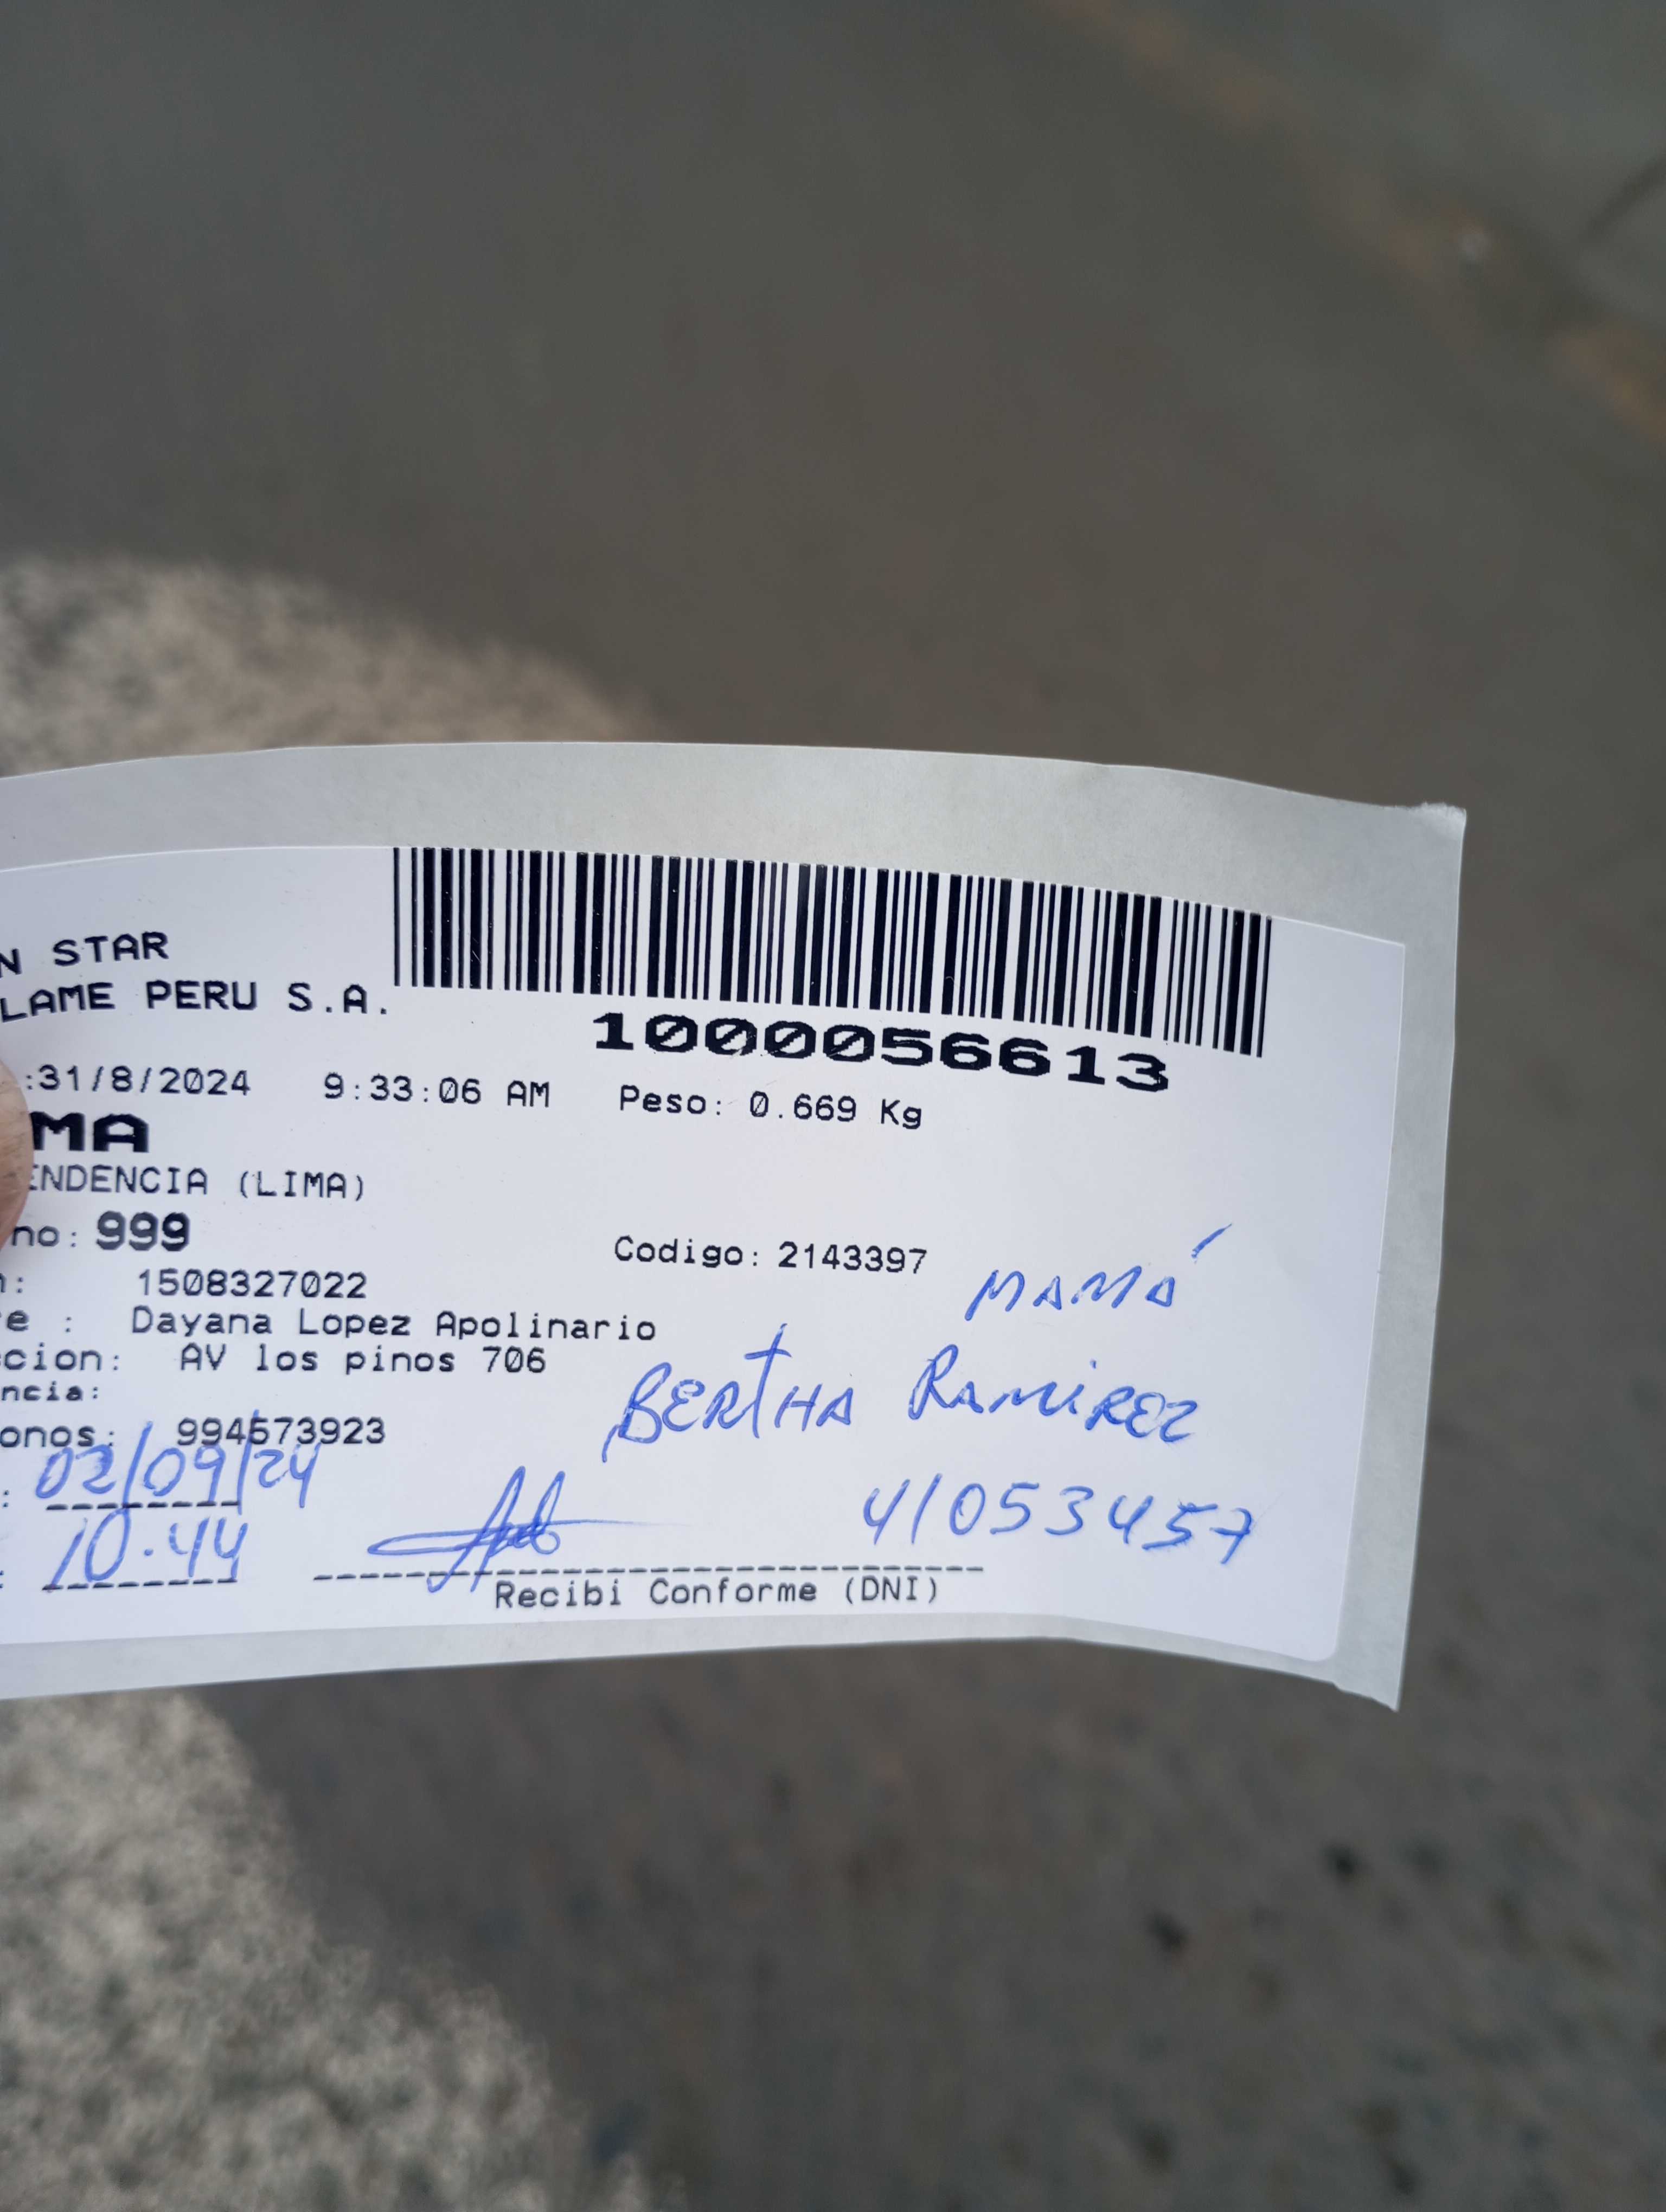 N STAR
LAME PERU S.A.
1000056613
:31/8/2024 9:33:06 AM Peso: 0.669 Kg
MA
ENDENCIA (LIMA)
no: 999 Codigo: 2143397
n: 1508327022
MAMÁ
e : Dayana Lopez Apolinario
ccion: AV los pinos 706
ncia:
BERTHA RAMIREZ
onos: 994573923
: 02/09/24
41053457
: 10.44
Recibi Conforme (DNI)